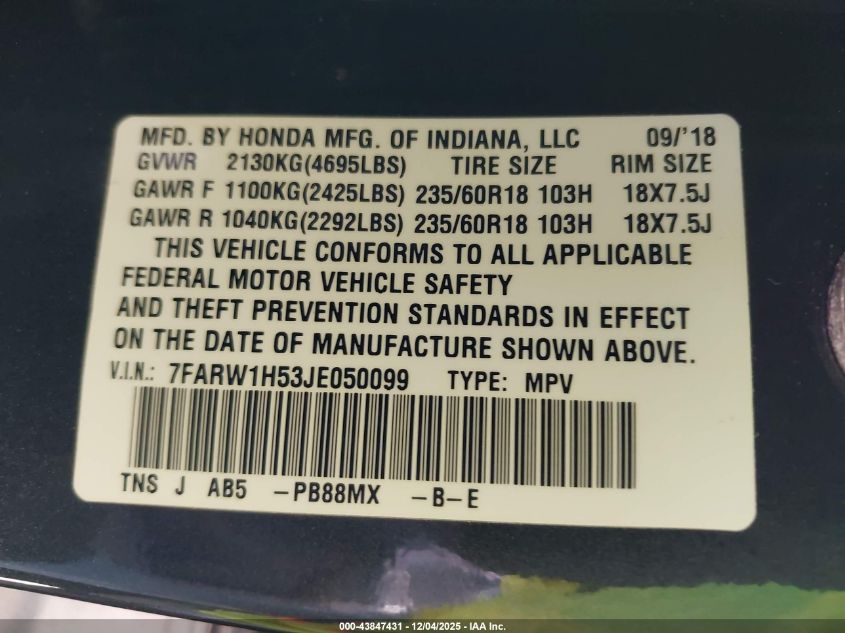 MFD. BY HONDA MFG. OF INDIANA, LLC 09/'18
GVWR 2130KG(4695LBS) TIRE SIZE RIM SIZE
GAWR F 1100KG(2425LBS) 235/60R18 103H 18X7.5J
GAWR R 1040KG(2292LBS) 235/60R18 103H 18X7.5J
THIS VEHICLE CONFORMS TO ALL APPLICABLE
FEDERAL MOTOR VEHICLE SAFETY
AND THEFT PREVENTION STANDARDS IN EFFECT
ON THE DATE OF MANUFACTURE SHOWN ABOVE.
V.I.N.: 7FARW1H53JE050099 TYPE: MPV
TNS J AB5 -PB88MX -B-E
000-43847431 - 12/04/2025 - IAA Inc.